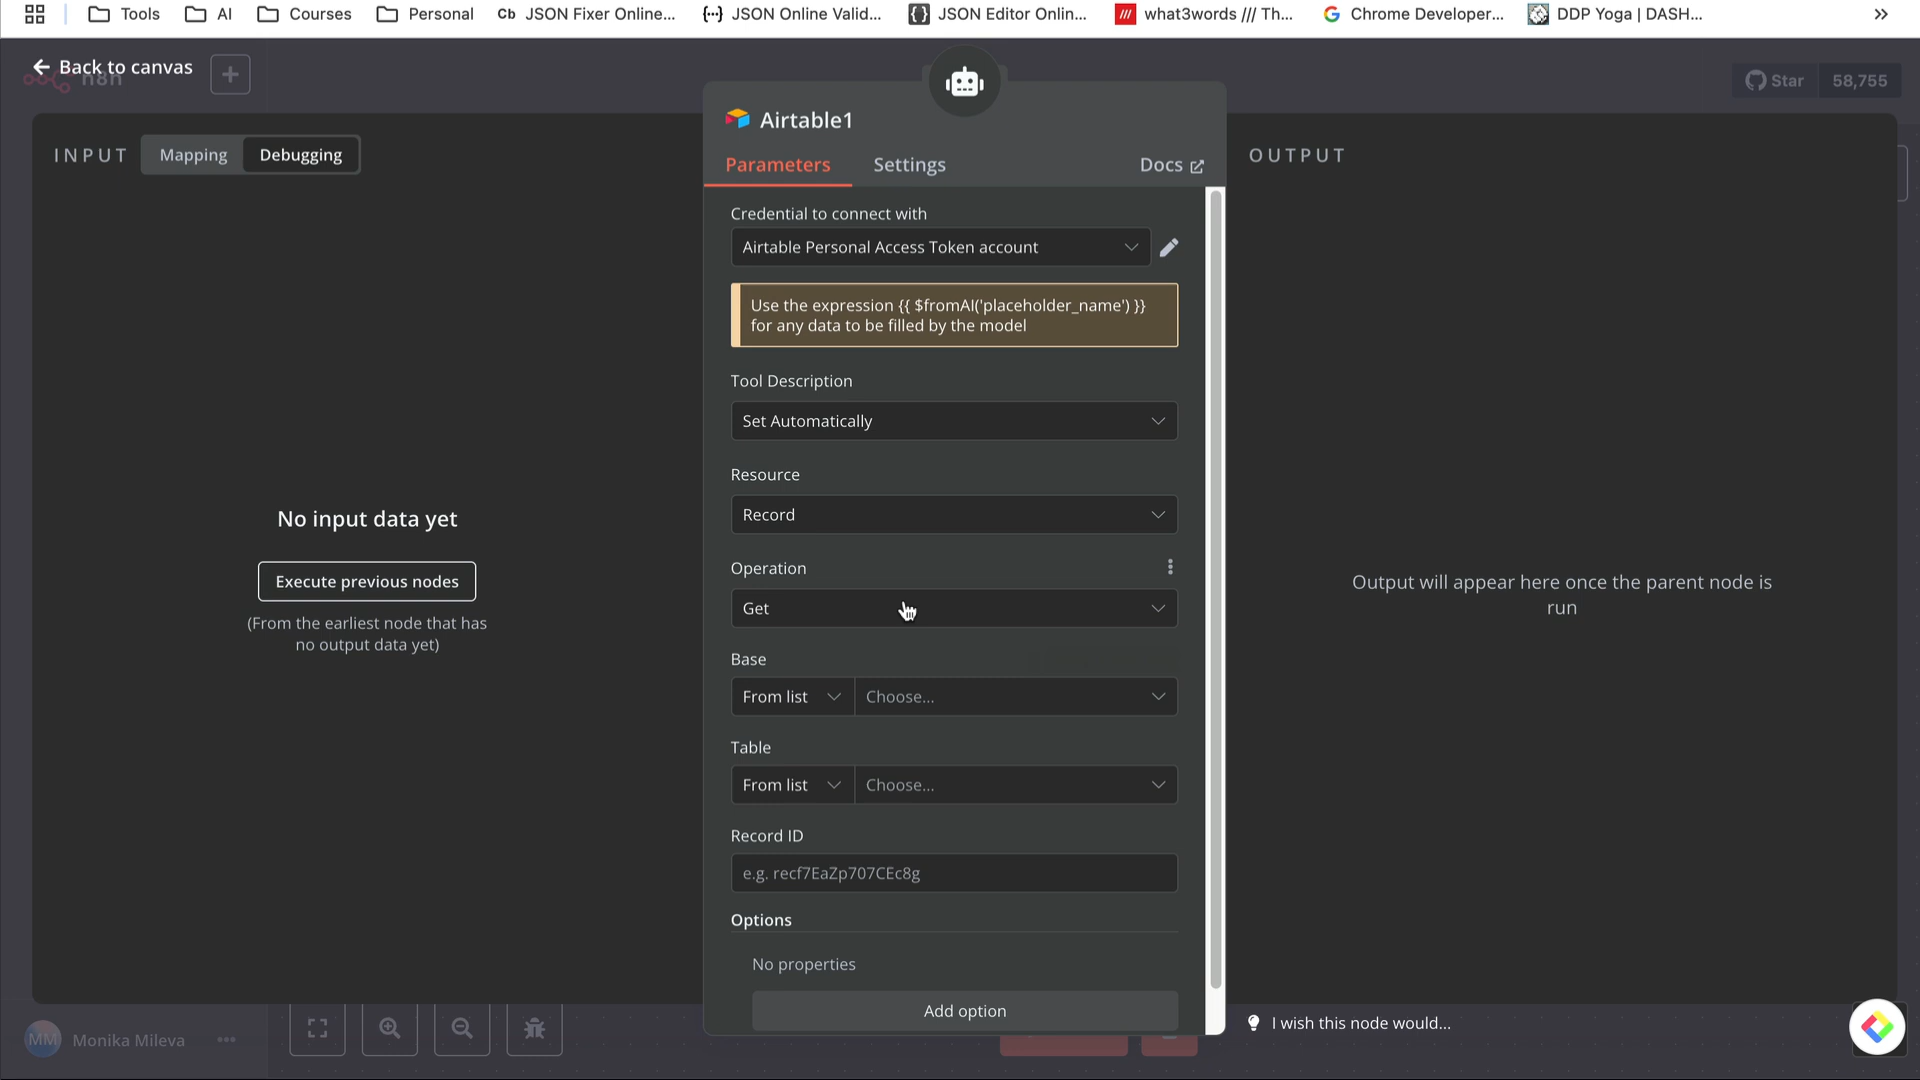 Tools
AI
Courses
Personal
Cb JSON Fixer Online...
JSON Online Valid...
JSON Editor Onlin...
what3words /// Th...
Chrome Developer...
DDP Yoga | DASH...
Back to canvas
n8n
Star 58,755
INPUT
Mapping
Debugging
Airtable1
OUTPUT
Parameters
Settings
Docs
Credential to connect with
Airtable Personal Access Token account
Use the expression {{ $fromAI('placeholder_name') }}
for any data to be filled by the model
Tool Description
Set Automatically
Resource
Record
Operation
Get
Base
From list
Choose...
Table
From list
Choose...
Record ID
e.g. recf7EaZp707CEc8g
Options
No properties
Add option
No input data yet
Execute previous nodes
(From the earliest node that has
no output data yet)
Output will appear here once the parent node is
run
MM
Monika Mileva
I wish this node would...